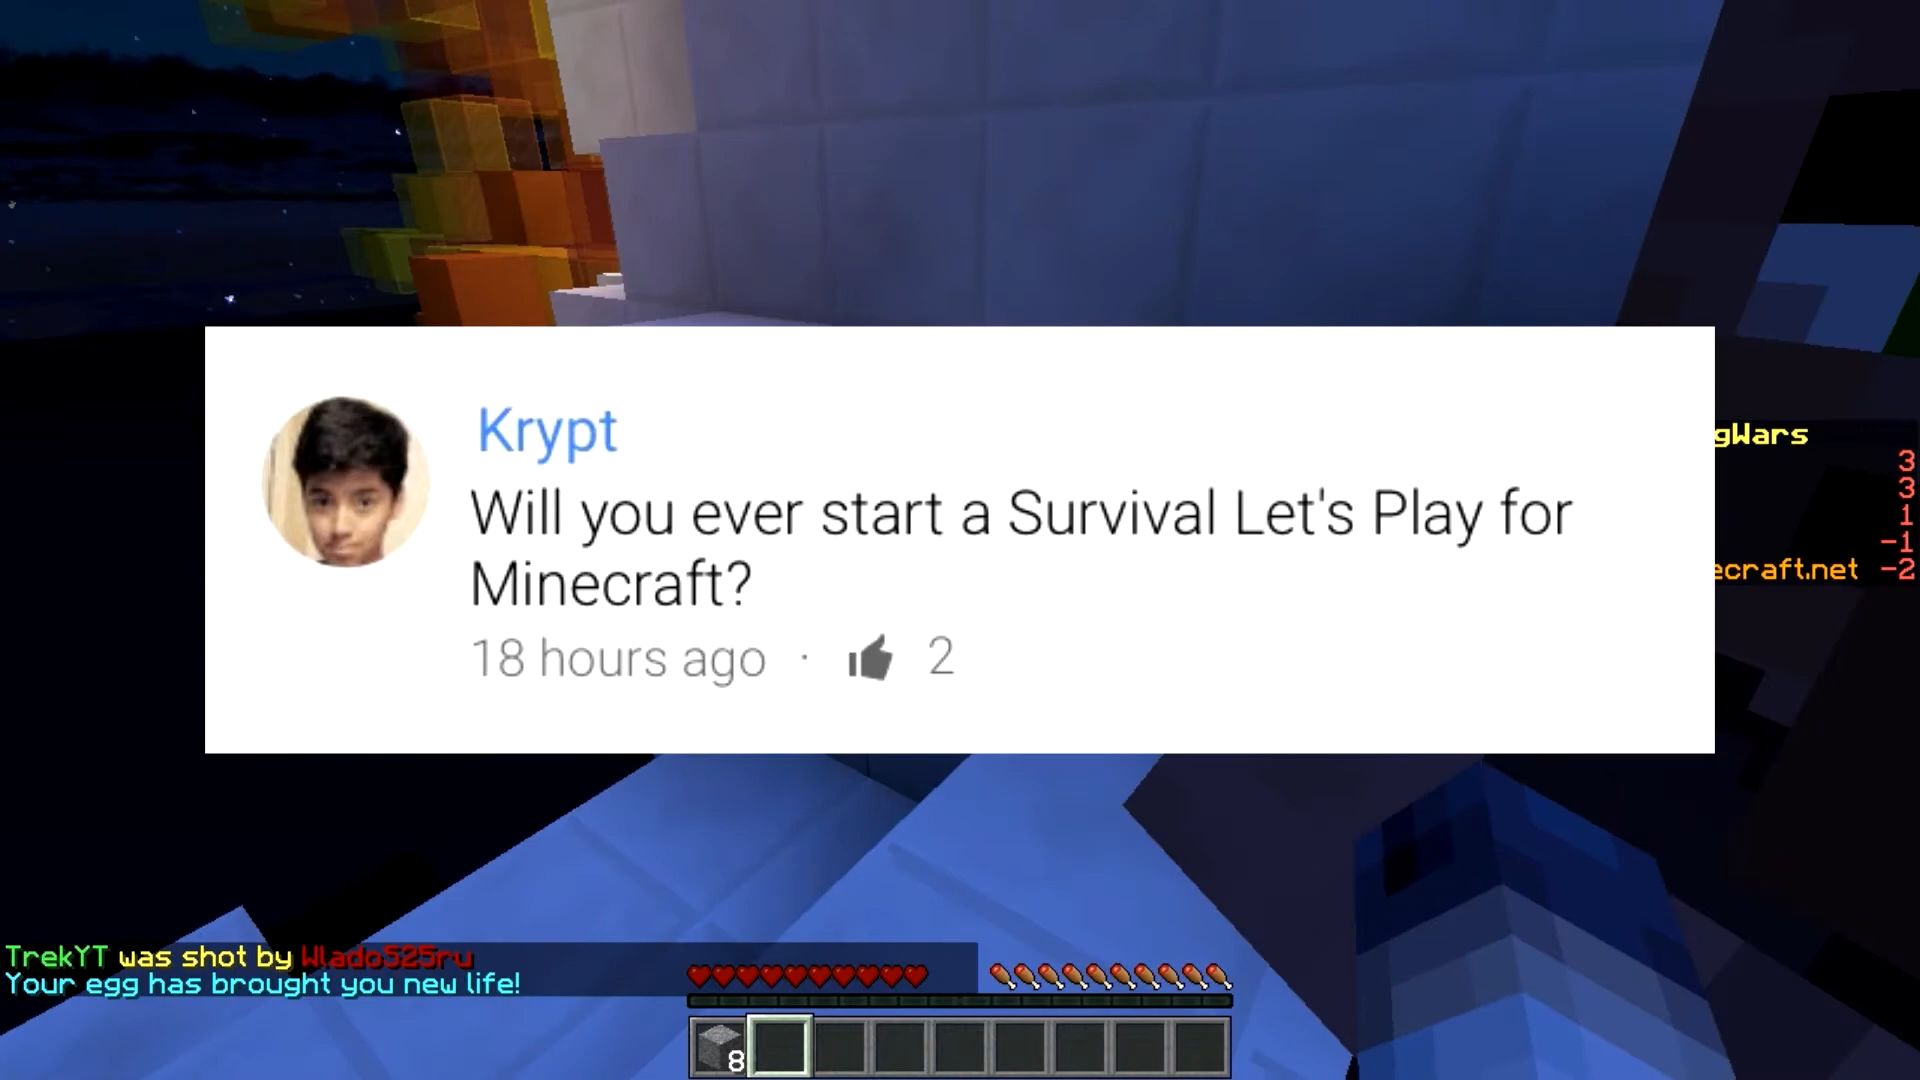 Krypt
Will you ever start a Survival Let's Play for
Minecraft?
18 hours ago · 2
gWars
3
3
1
-1
ecraft.net -2
TrekYT was shot by Wlado525ru
Your egg has brought you new life!
8